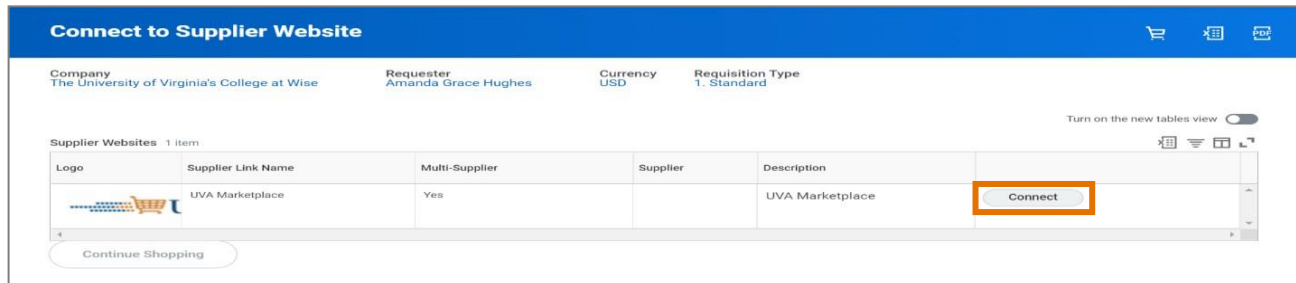 Connect to Supplier Website
PDF
Company Requester Currency Requisition Type
The University of Virginia's College at Wise Amanda Grace Hughes USD 1. Standard
Turn on the new tables view
Supplier Websites 1 item
Logo Supplier Link Name Multi-Supplier Supplier Description
U UVA Marketplace Yes UVA Marketplace Connect
Continue Shopping